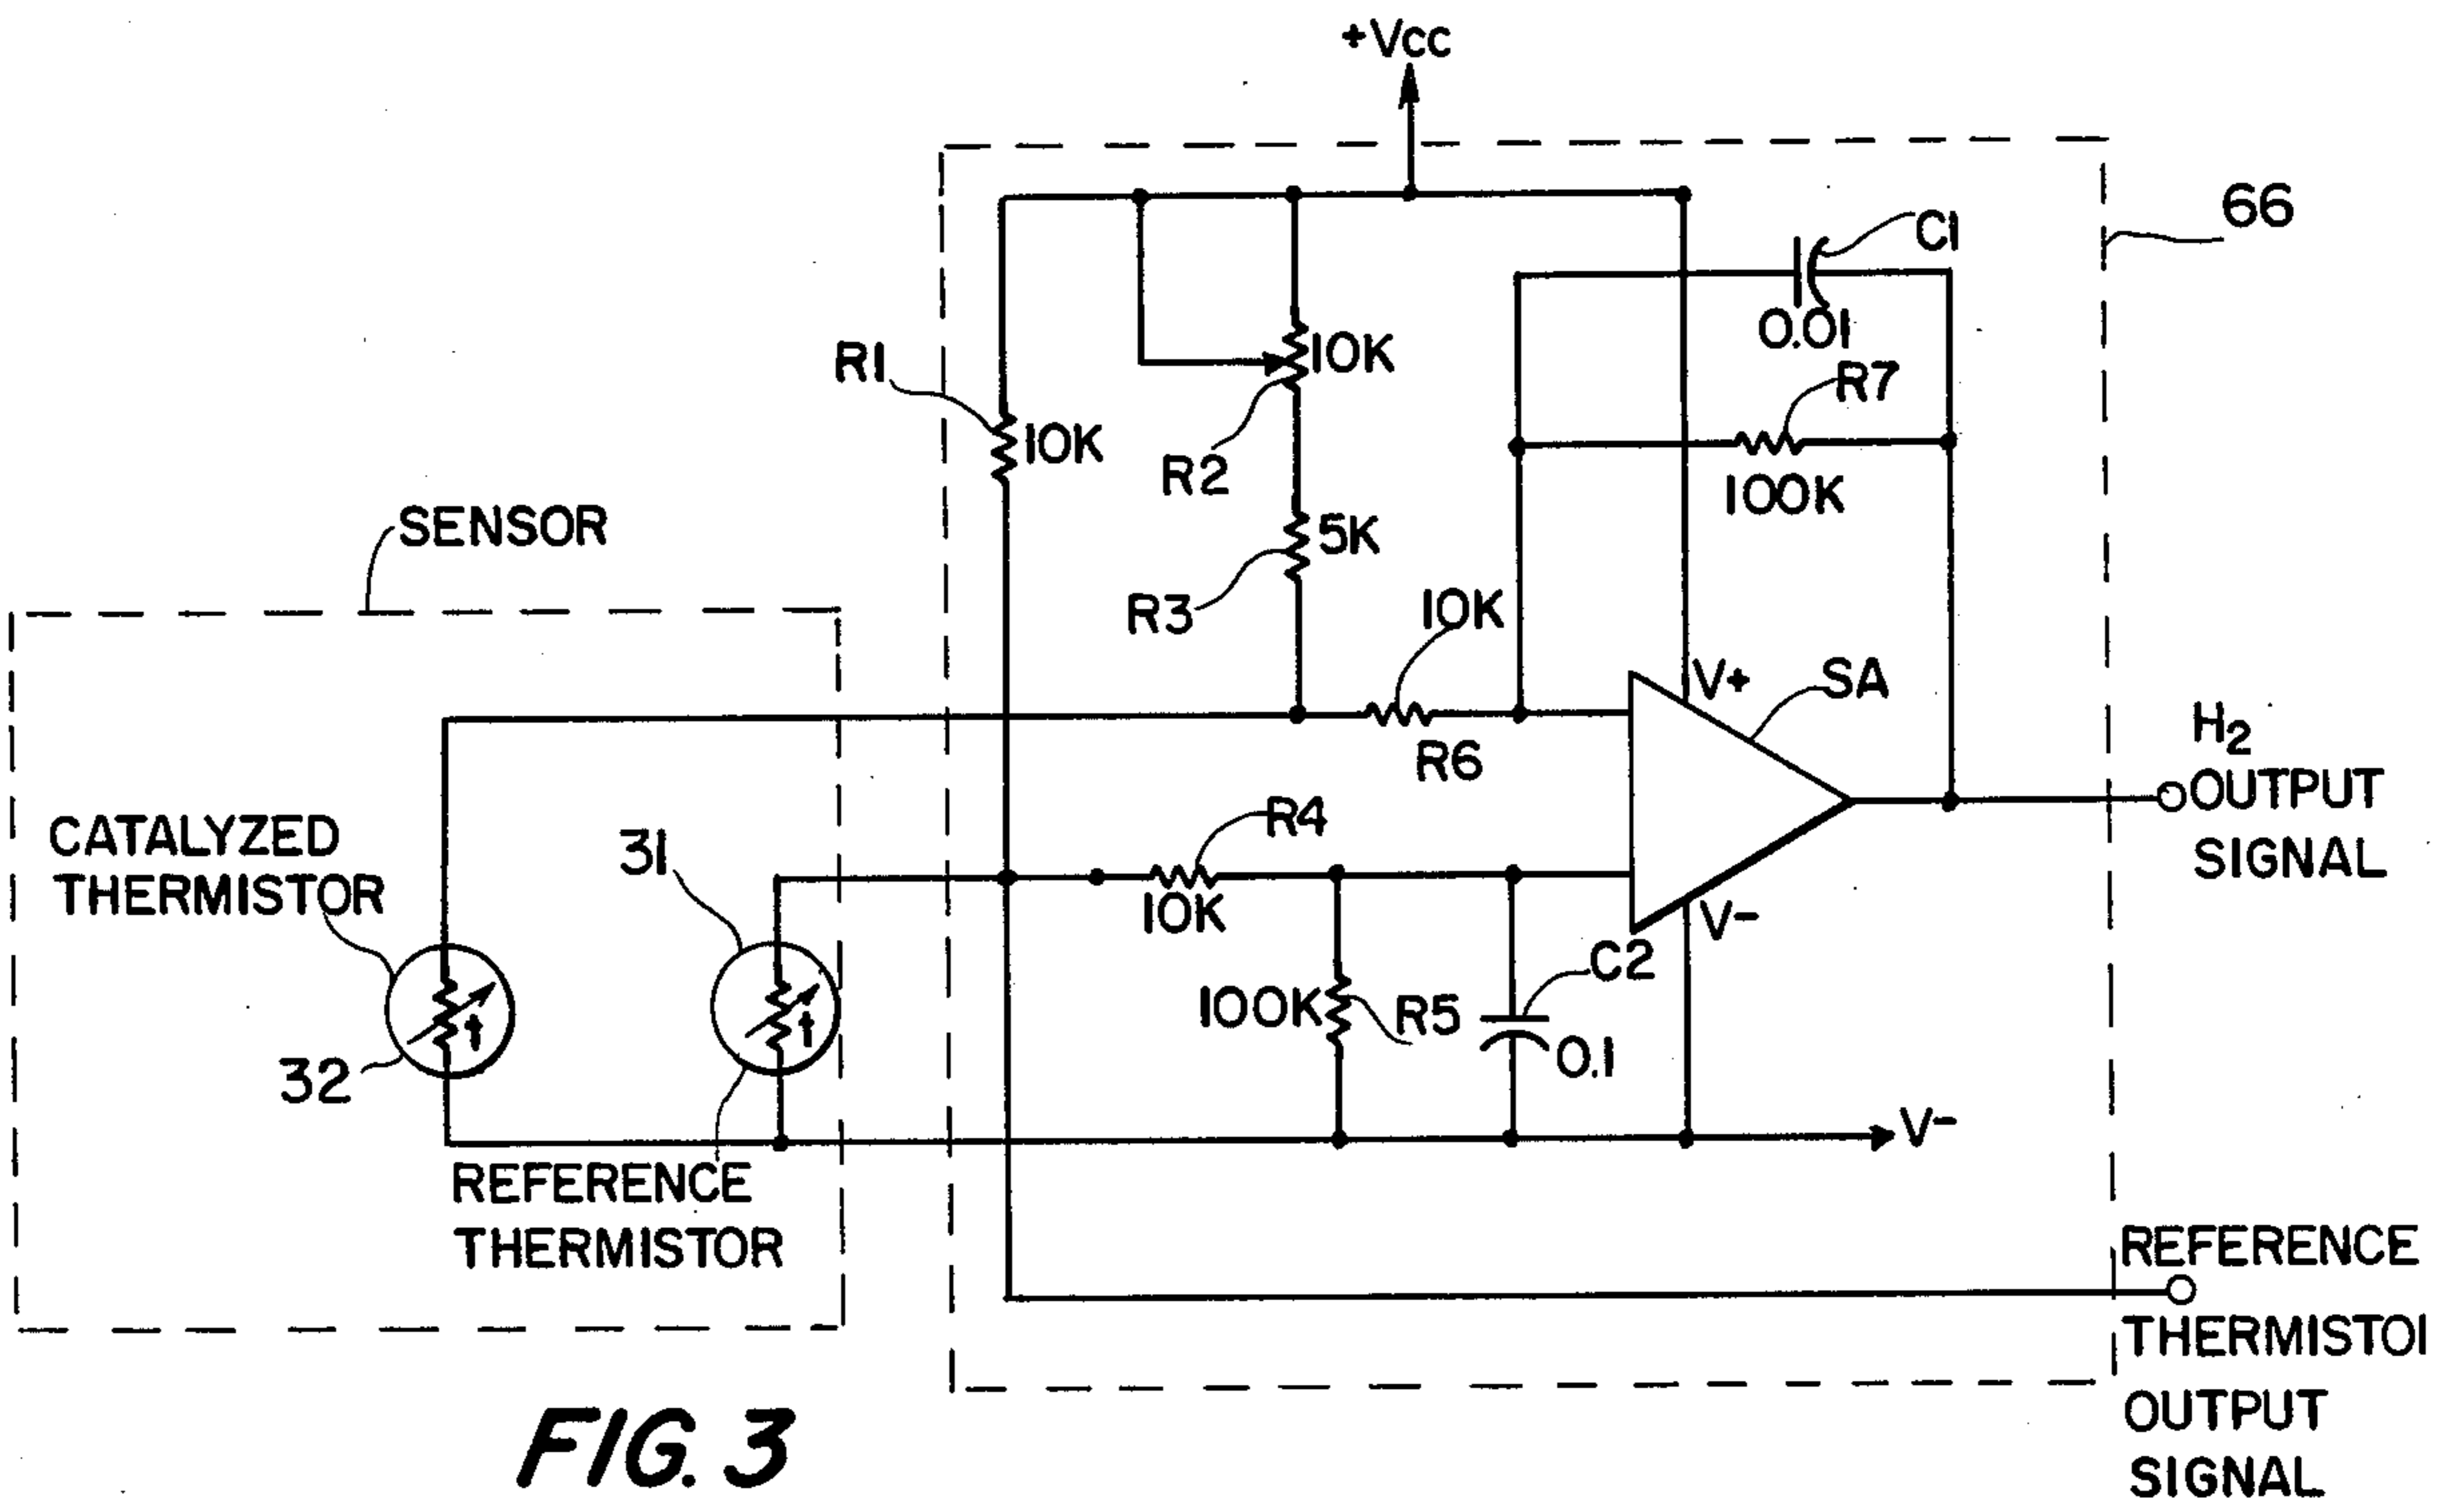 +Vcc
66
C1
0.01
R1
10K
R7
10K
R2
100K
SENSOR
5K
R3
10K
V+
SA
R6
H2
OUTPUT
SIGNAL
CATALYZED
THERMISTOR
31
R4
10K
V-
C2
100K
R5
t
t
32
0.1
V-
REFERENCE
THERMISTOR
REFERENCE
THERMISTOI
OUTPUT
SIGNAL
FIG. 3